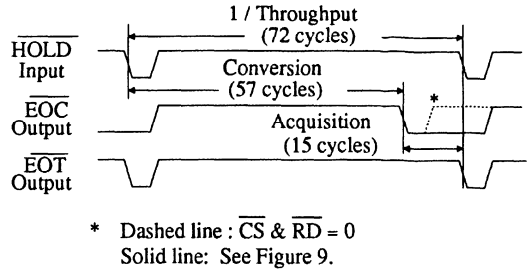 1 / Throughput
(72 cycles)
HOLD
Input
Conversion
(57 cycles)
EOC
Output
*
Acquisition
(15 cycles)
EOT
Output
* Dashed line : CS & RD = 0
Solid line: See Figure 9.